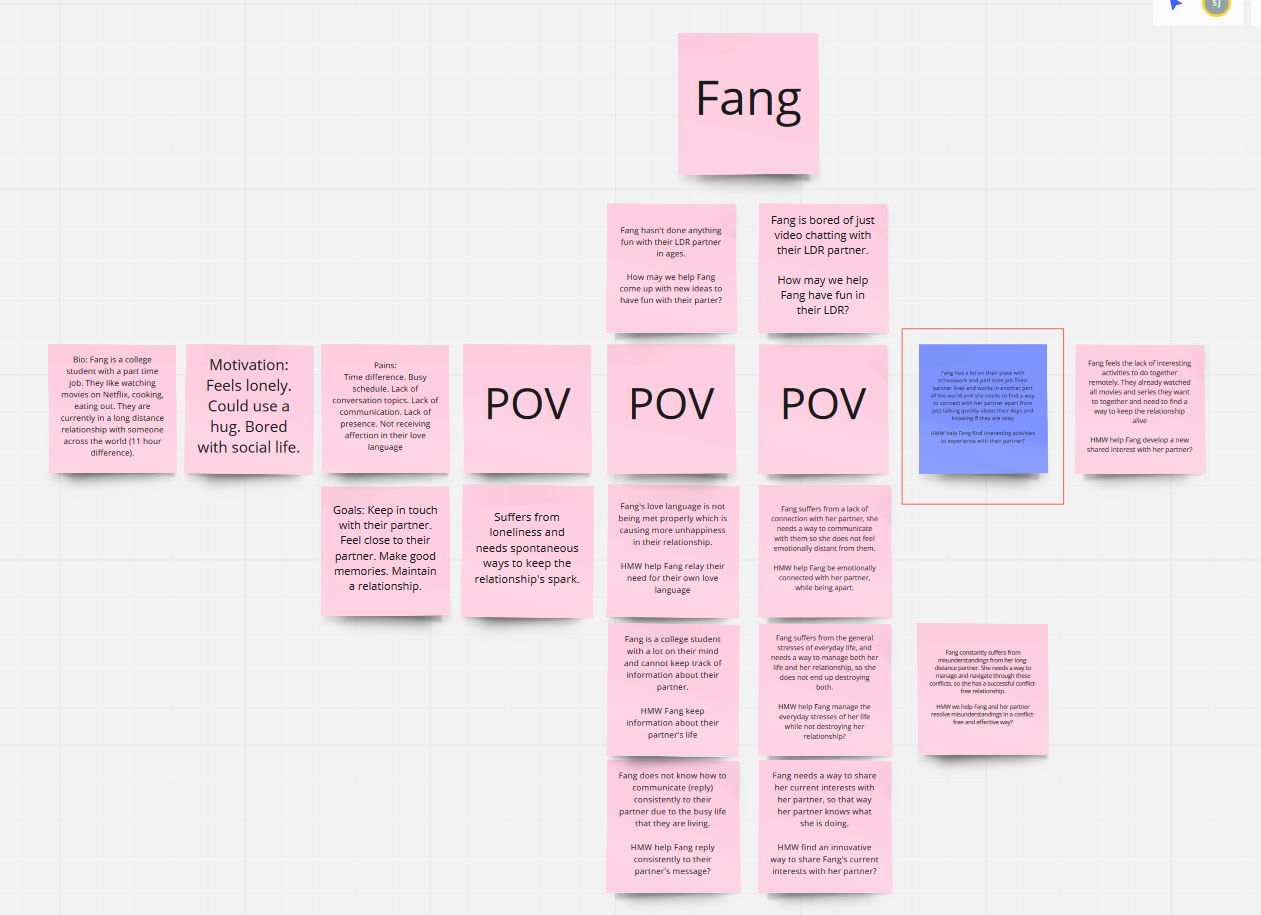 SJ
Fang
Fang hasn't done anything
fun with their LDR partner
in ages.
How may we help Fang
come up with new ideas to
have fun with their parter?
Fang is bored of just
video chatting with
their LDR partner.
How may we help
Fang have fun in
their LDR?
Bio: Fang is a college
student with a part time
job. They like watching
movies on Netflix, cooking,
eating out. They are
currently in a long distance
relationship with someone
across the world (11 hour
difference).
Motivation:
Feels lonely.
Could use a
hug. Bored
with social life.
Pains:
Time difference. Busy
schedule. Lack of
conversation topics. Lack of
communication. Lack of
presence. Not receiving
affection in their love
language
POV
POV
POV
Fang has a lot on their plate with
schoolwork and part time job Their
partner lives end works in another part
of the world and she needs to find a way
to connect with her partner apart from
just talking quickly about their days and
knowing if they are okay
HMW help Fang find interesting activities
to experience with their partner?
Fang feels the lack of interesting
activities to do together
remotely. They already watched
all movies and series they want
to together and need to find a
way to keep the relationship
alive
HMW help Fang develop a new
shared interest with her partner?
Goals: Keep in touch
with their partner.
Feel close to their
partner. Make good
memories. Maintain
a relationship.
Suffers from
loneliness and
needs spontaneous
ways to keep the
relationship's spark.
Fang's love language is not
being met properly which is
causing more unhappiness
in their relationship.
HMW help Fang relay their
need for their own love
language
Fang suffers from a lack of
connection with her partner, she
needs a way to communicate
with them so she does not feel
emotionally distant from them.
HMW help Fang be emotionally
connected with her partner,
while being apart.
Fang is a college student
with a lot on their mind
and cannot keep track of
information about their
partner.
HMW Fang keep
information about their
partner's life
Fang suffers from the general
stresses of everyday life, and
needs a way to manage both her
life and her relationship, so she
does not end up destroying
both.
HMW help Fang manage the
everyday stresses of her life
while not destroying her
relationship?
Fang constantly suffers from
misunderstandings from her long-
distance partner. She needs a way to
manage and navigate through these
conflicts, so she has a successful conflict-
free relationship.
HMW we help Fang and her partner
resolve misunderstandings in a conflict-
free and effective way?
Fang does not know how to
communicate (reply)
consistently to their
partner due to the busy life
that they are living.
HMW help Fang reply
consistently to their
partner's message?
Fang needs a way to share
her current interests with
her partner, so that way
her partner knows what
she is doing.
HMW find an innovative
way to share Fang's current
interests with her partner?